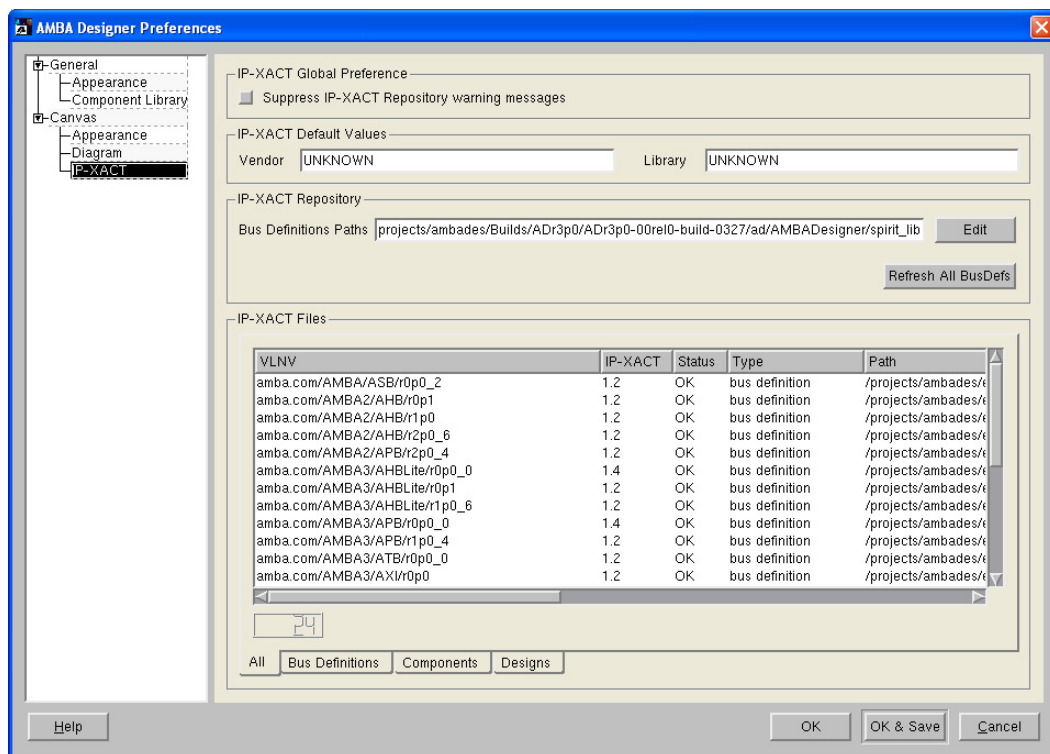 AMBA Designer Preferences
General
Appearance
Component Library
Canvas
Appearance
Diagram
IP-XACT
IP-XACT Global Preference
Suppress IP-XACT Repository warning messages
IP-XACT Default Values
Vendor UNKNOWN Library UNKNOWN
IP-XACT Repository
Bus Definitions Paths projects/ambades/Builds/ADr3p0/ADr3p0-00rel0-build-0327/ad/AMBADesigner/spirit_lib Edit
Refresh All BusDefs
IP-XACT Files
VLNV IP-XACT Status Type Path
amba.com/AMBA/ASB/r0p0_2 1.2 OK bus definition /projects/ambades/
amba.com/AMBA2/AHB/r0p1 1.2 OK bus definition /projects/ambades/
amba.com/AMBA2/AHB/r1p0 1.2 OK bus definition /projects/ambades/
amba.com/AMBA2/AHB/r2p0_6 1.2 OK bus definition /projects/ambades/
amba.com/AMBA2/APB/r2p0_4 1.2 OK bus definition /projects/ambades/
amba.com/AMBA3/AHBLite/r0p0_0 1.4 OK bus definition /projects/ambades/
amba.com/AMBA3/AHBLite/r0p1 1.2 OK bus definition /projects/ambades/
amba.com/AMBA3/AHBLite/r1p0_6 1.2 OK bus definition /projects/ambades/
amba.com/AMBA3/APB/r0p0_0 1.4 OK bus definition /projects/ambades/
amba.com/AMBA3/APB/r1p0_4 1.2 OK bus definition /projects/ambades/
amba.com/AMBA3/ATB/r0p0_0 1.2 OK bus definition /projects/ambades/
amba.com/AMBA3/AXI/r0p0 1.2 OK bus definition /projects/ambades/
24
All Bus Definitions Components Designs
Help OK OK & Save Cancel